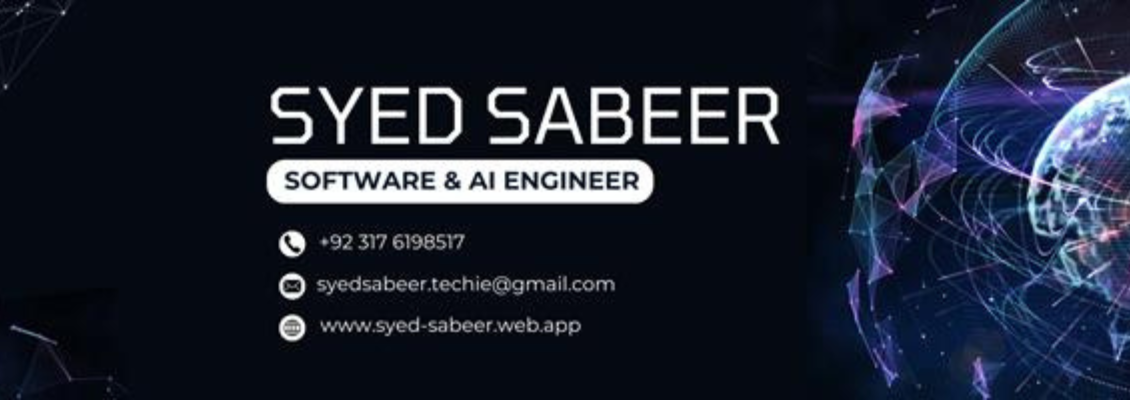 SYED SABEER
SOFTWARE & AI ENGINEER
+92 317 6198517
syedsabeer.techie@gmail.com
www.syed-sabeer.web.app